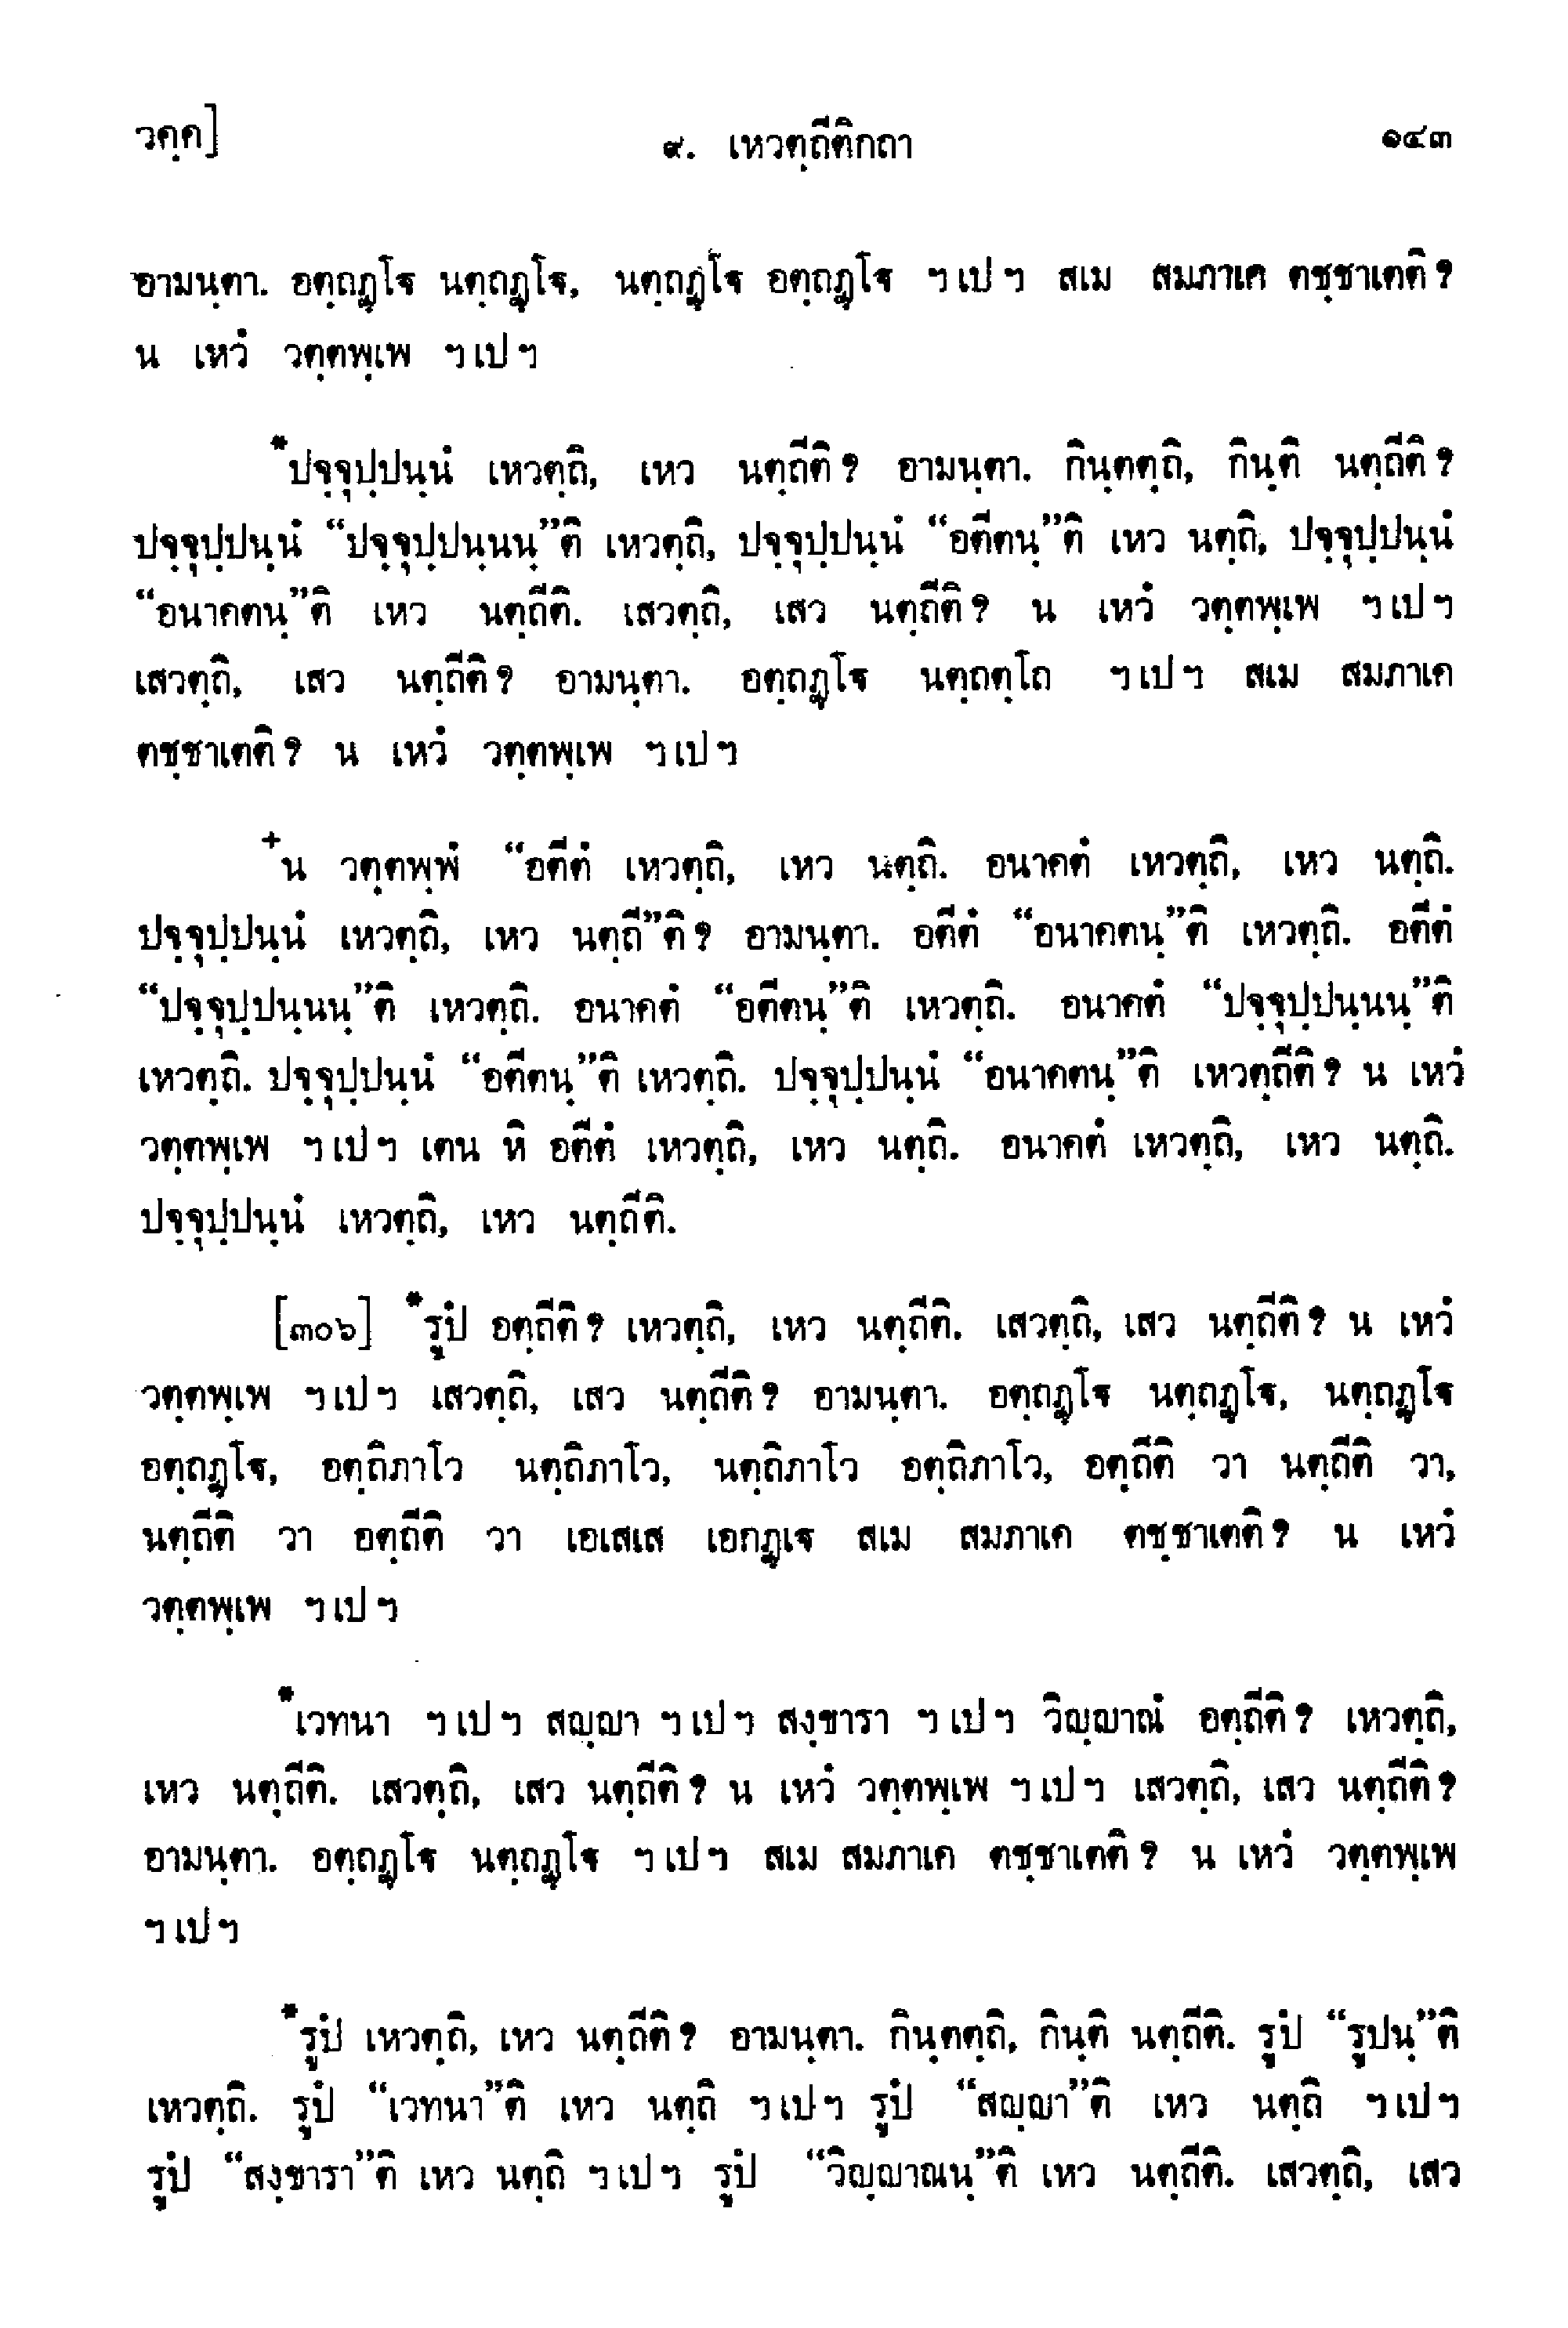 วคฺค]
๙. เหวตฺถีติกถา
๑๔๓
อามนฺตา. อตฺถฏฺโฐ นตฺถฏฺโฐ, นตฺถฏฺโฐ อตฺถฏฺโฐ ฯเปฯ สเม สมภาเค ตชฺชาเตติ?
น เหวํ วตฺตพฺเพ ฯเปฯ
*ปจฺจุปฺปนฺนํ เหวตฺถิ, เหว นตฺถีติ? อามนฺตา. กินฺตตฺถิ, กินฺติ นตฺถีติ?
ปจฺจุปฺปนฺนํ “ปจฺจุปฺปนฺนนฺ”ติ เหวตฺถิ, ปจฺจุปฺปนฺนํ “อตีตนฺ”ติ เหว นตฺถิ, ปจฺจุปฺปนฺนํ
“อนาคตนฺ”ติ เหว นตฺถีติ. เสวตฺถิ, เสว นตฺถีติ? น เหวํ วตฺตพฺเพ ฯเปฯ
เสวตฺถิ, เสว นตฺถีติ? อามนฺตา. อตฺถฏฺโฐ นตฺถตฺโถ ฯเปฯ สเม สมภาเค
ตชฺชาเตติ? น เหวํ วตฺตพฺเพ ฯเปฯ
+น วตฺตพฺพํ “อตีตํ เหวตฺถิ, เหว นตฺถิ. อนาคตํ เหวตฺถิ, เหว นตฺถิ.
ปจฺจุปฺปนฺนํ เหวตฺถิ, เหว นตฺถี”ติ? อามนฺตา. อตีตํ “อนาคตนฺ”ติ เหวตฺถิ. อตีตํ
“ปจฺจุปฺปนฺนนฺ”ติ เหวตฺถิ. อนาคตํ “อตีตนฺ”ติ เหวตฺถิ. อนาคตํ “ปจฺจุปฺปนฺนนฺ”ติ
เหวตฺถิ. ปจฺจุปฺปนฺนํ “อตีตนฺ”ติ เหวตฺถิ. ปจฺจุปฺปนฺนํ “อนาคตนฺ”ติ เหวตฺถีติ? น เหวํ
วตฺตพฺเพ ฯเปฯ เตน หิ อตีตํ เหวตฺถิ, เหว นตฺถิ. อนาคตํ เหวตฺถิ, เหว นตฺถิ.
ปจฺจุปฺปนฺนํ เหวตฺถิ, เหว นตฺถีติ.
[๓๐๖] *รูปํ อตฺถีติ? เหวตฺถิ, เหว นตฺถีติ. เสวตฺถิ, เสว นตฺถีติ? น เหวํ
วตฺตพฺเพ ฯเปฯ เสวตฺถิ, เสว นตฺถีติ? อามนฺตา. อตฺถฏฺโฐ นตฺถฏฺโฐ, นตฺถฏฺโฐ
อตฺถฏฺโฐ, อตฺถิภาโว นตฺถิภาโว, นตฺถิภาโว อตฺถิภาโว, อตฺถีติ วา นตฺถีติ วา,
นตฺถีติ วา อตฺถีติ วา เอเสเส เอกฏฺเฐ สเม สมภาเค ตชฺชาเตติ? น เหวํ
วตฺตพฺเพ ฯเปฯ
*เวทนา ฯเปฯ สญฺญา ฯเปฯ สงฺขารา ฯเปฯ วิญฺญาณํ อตฺถีติ? เหวตฺถิ,
เหว นตฺถีติ. เสวตฺถิ, เสว นตฺถีติ? น เหวํ วตฺตพฺเพ ฯเปฯ เสวตฺถิ, เสว นตฺถีติ?
อามนฺตา. อตฺถฏฺโฐ นตฺถฏฺโฐ ฯเปฯ สเม สมภาเค ตชฺชาเตติ? น เหวํ วตฺตพฺเพ
ฯเปฯ
*รูปํ เหวตฺถิ, เหว นตฺถีติ? อามนฺตา. กินฺตตฺถิ, กินฺติ นตฺถีติ. รูปํ “รูปนฺ”ติ
เหวตฺถิ. รูปํ “เวทนา”ติ เหว นตฺถิ ฯเปฯ รูปํ “สญฺญา”ติ เหว นตฺถิ ฯเปฯ
รูปํ “สงฺขารา”ติ เหว นตฺถิ ฯเปฯ รูปํ “วิญฺญาณนฺ”ติ เหว นตฺถีติ. เสวตฺถิ, เสว